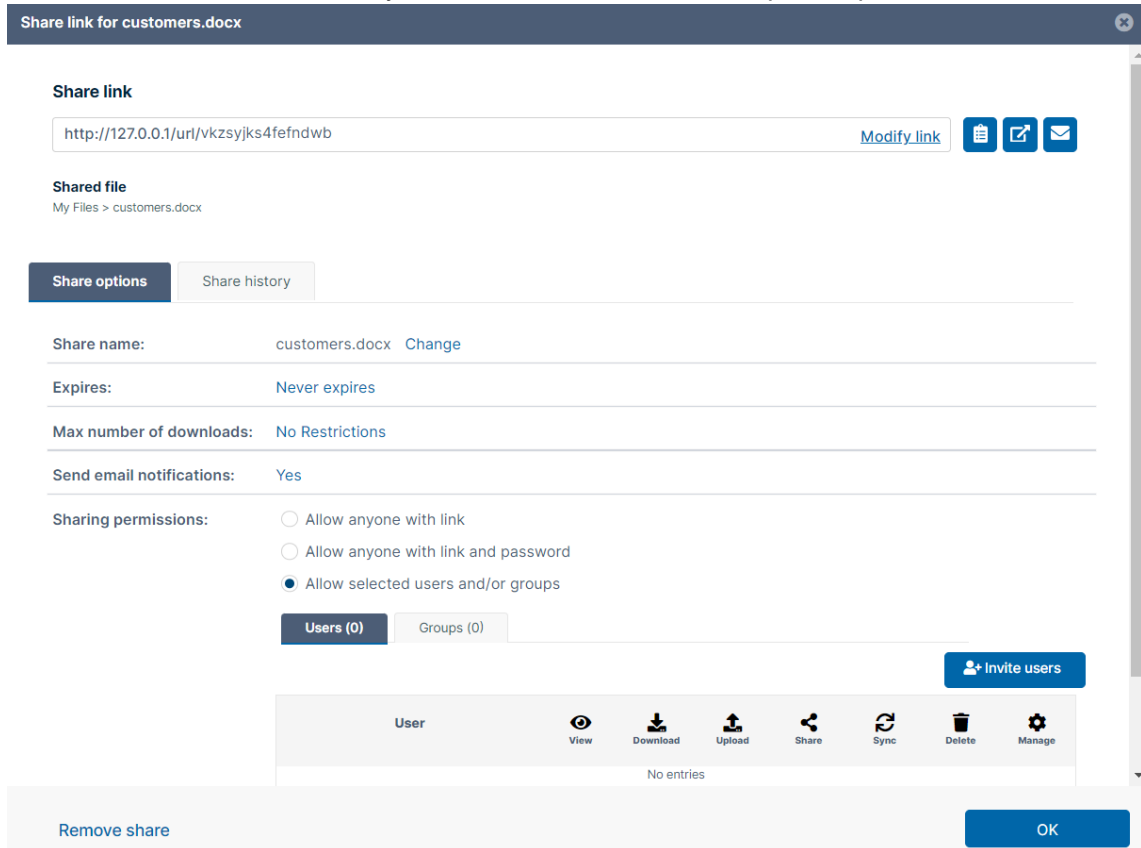 Share link for customers.docx
Share link
http://127.0.0.1/url/vkzsyjks4fefndwb Modify link
Shared file
My Files > customers.docx
Share options Share history
Share name: customers.docx Change
Expires: Never expires
Max number of downloads: No Restrictions
Send email notifications: Yes
Sharing permissions: Allow anyone with link
Allow anyone with link and password
Allow selected users and/or groups
Users (0) Groups (0)
Invite users
User View Download Upload Share Sync Delete Manage
No entries
Remove share OK